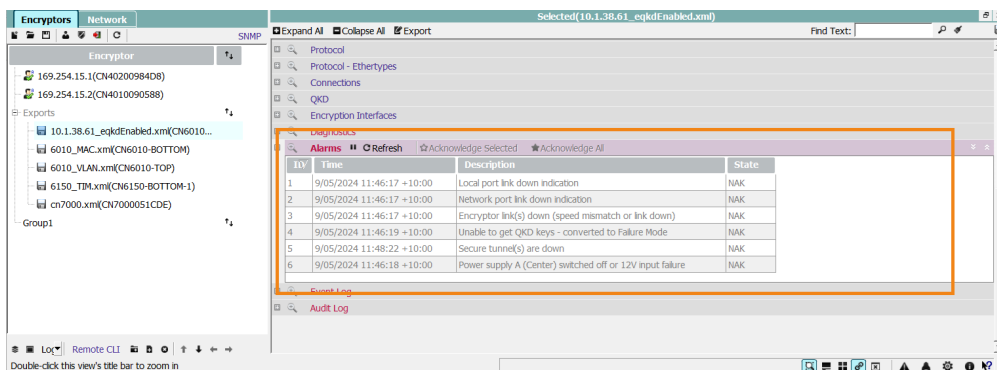 Encryptors Network
SNMP
Encryptor
169.254.15.1(CN40200984D8)
169.254.15.2(CN4010090588)
Exports
10.1.38.61_eqkdEnabled.xml(CN6010...
6010_MAC.xml(CN6010-BOTTOM)
6010_VLAN.xml(CN6010-TOP)
6150_TIM.xml(CN6150-BOTTOM-1)
cn7000.xml(CN7000051CDE)
Group1
Remote CLI
Double-click this view's title bar to zoom in
Selected(10.1.38.61_eqkdEnabled.xml)
Expand All Collapse All Export Find Text:
Protocol
Protocol - Ethertypes
Connections
QKD
Encryption Interfaces
Diagnostics
Alarms Refresh Acknowledge Selected Acknowledge All
Time Description State
1 9/05/2024 11:46:17 +10:00 Local port link down indication NAK
2 9/05/2024 11:46:17 +10:00 Network port link down indication NAK
3 9/05/2024 11:46:17 +10:00 Encryptor link(s) down (speed mismatch or link down) NAK
4 9/05/2024 11:46:19 +10:00 Unable to get QKD keys - converted to Failure Mode NAK
5 9/05/2024 11:48:22 +10:00 Secure tunnel(s) are down NAK
6 9/05/2024 11:46:18 +10:00 Power supply A (Center) switched off or 12V input failure NAK
Event Log
Audit Log